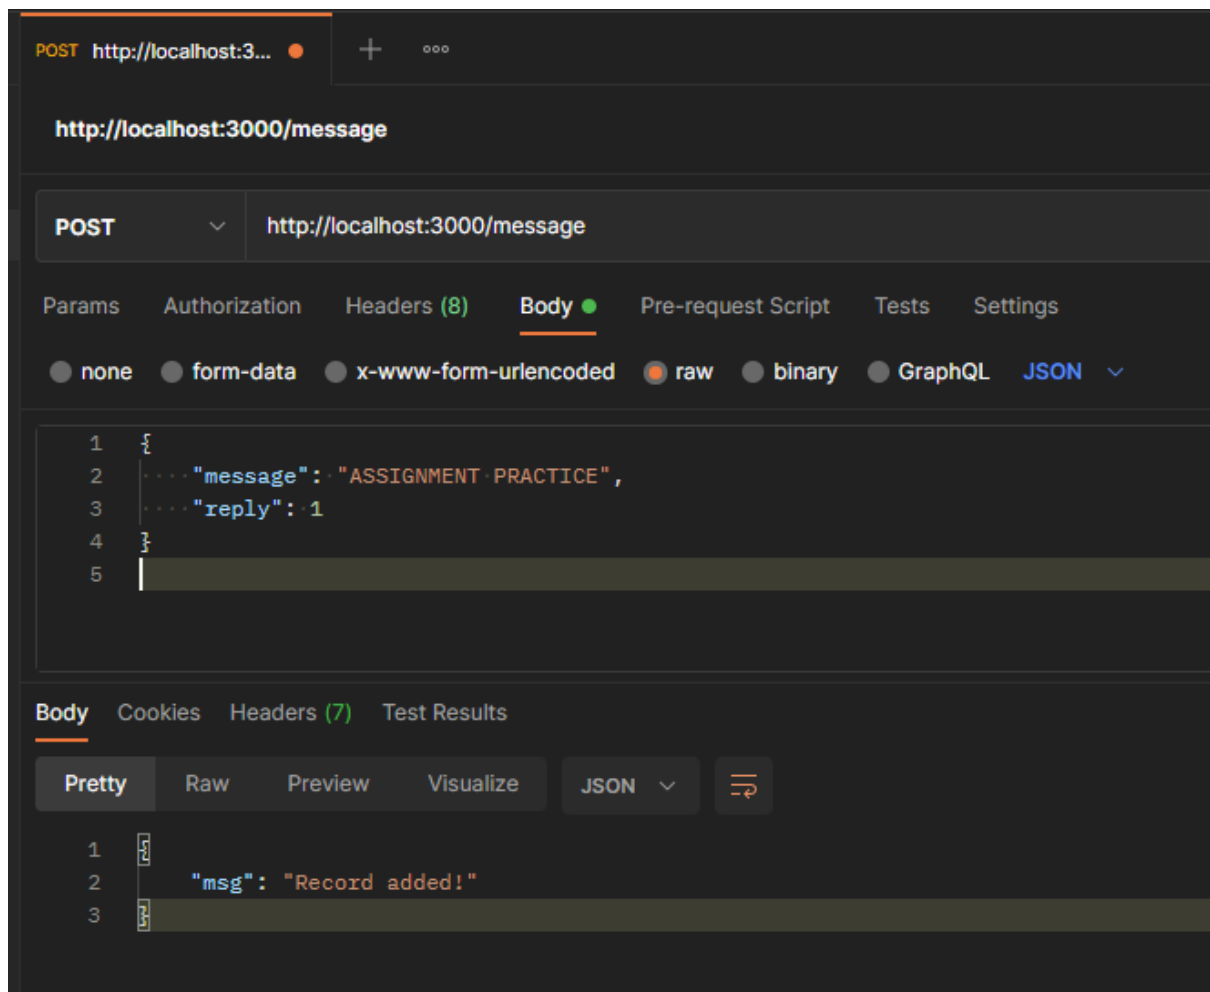 POST http://localhost:3...
http://localhost:3000/message
POST http://localhost:3000/message
Params Authorization Headers (8) Body Pre-request Script Tests Settings
none form-data x-www-form-urlencoded raw binary GraphQL JSON
1 {
2 "message": "ASSIGNMENT PRACTICE",
3 "reply": 1
4 }
5
Body Cookies Headers (7) Test Results
Pretty Raw Preview Visualize JSON
1 {
2 "msg": "Record added!"
3 }